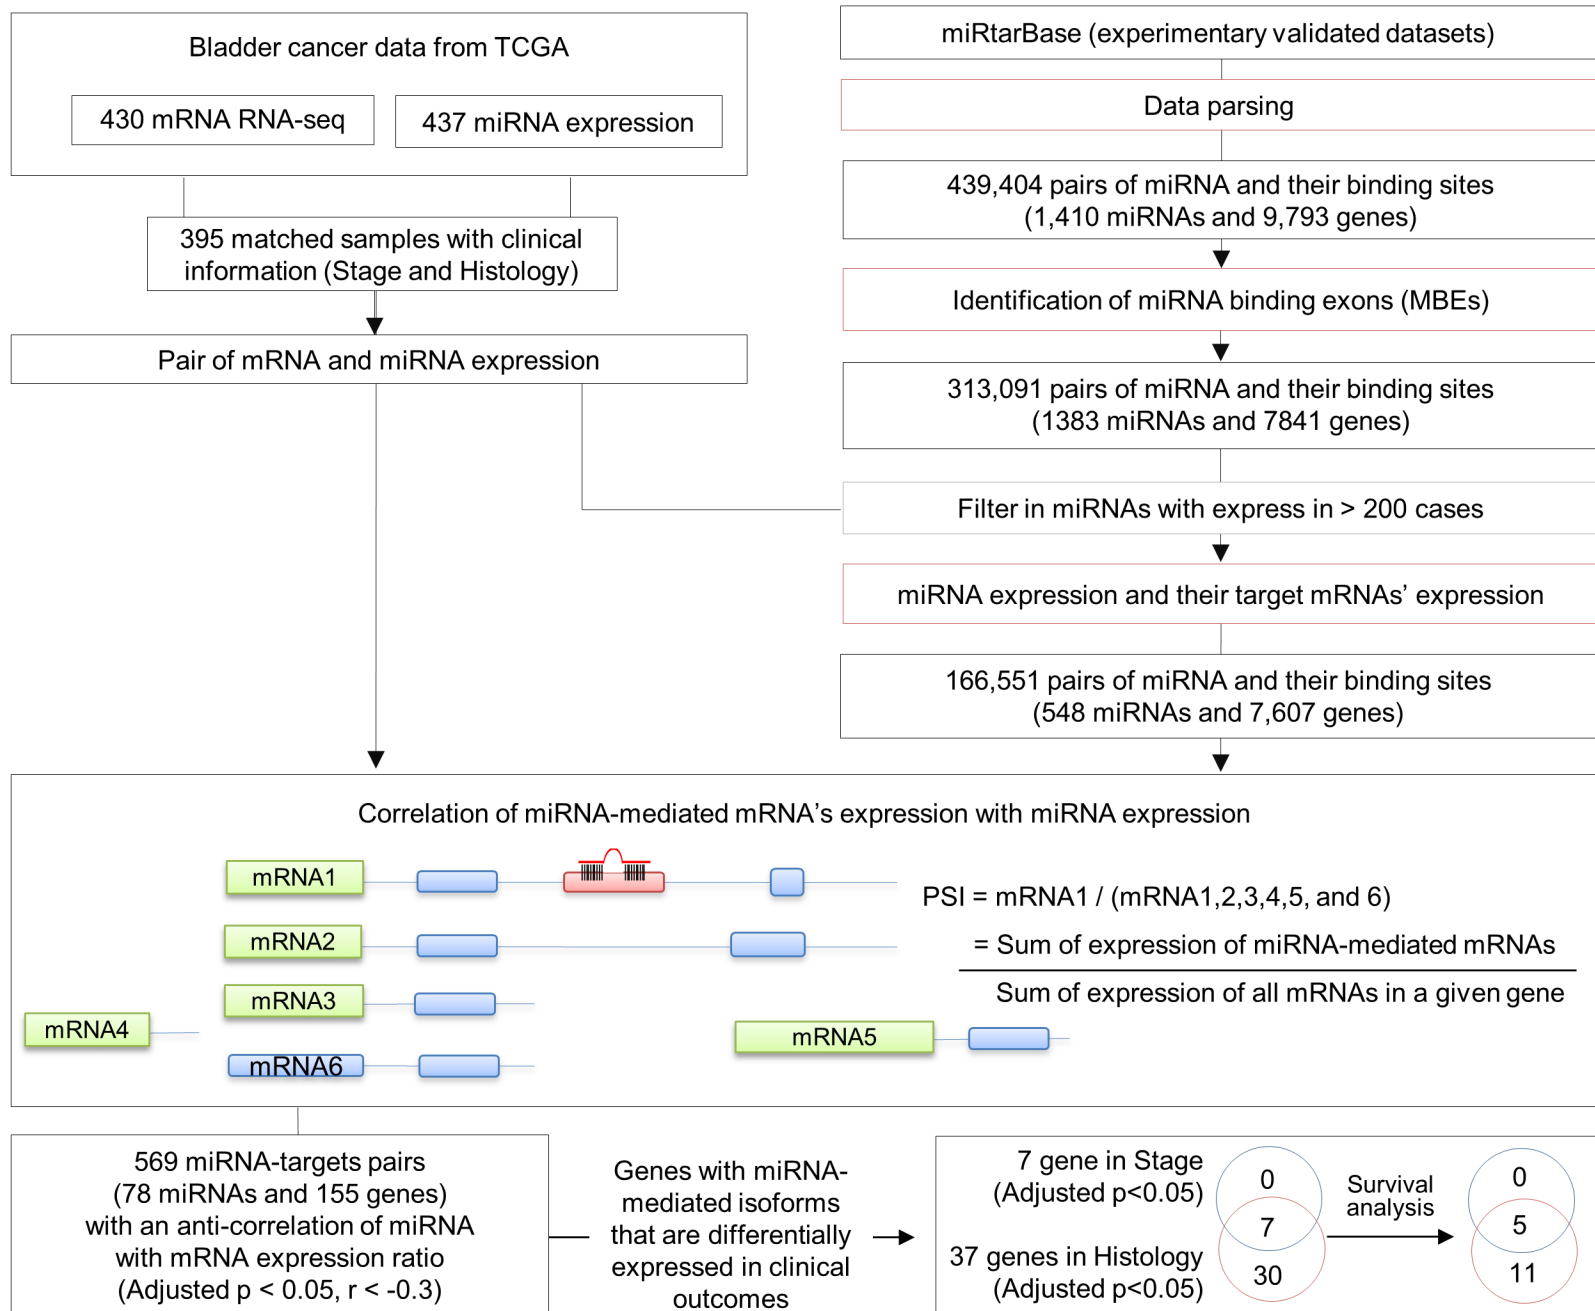 Bladder cancer data from TCGA
430 mRNA RNA-seq
437 miRNA expression
395 matched samples with clinical
information (Stage and Histology)
Pair of mRNA and miRNA expression
miRtarBase (experimentary validated datasets)
Data parsing
439,404 pairs of miRNA and their binding sites
(1,410 miRNAs and 9,793 genes)
Identification of miRNA binding exons (MBEs)
313,091 pairs of miRNA and their binding sites
(1383 miRNAs and 7841 genes)
Filter in miRNAs with express in > 200 cases
miRNA expression and their target mRNAs’ expression
166,551 pairs of miRNA and their binding sites
(548 miRNAs and 7,607 genes)
Correlation of miRNA-mediated mRNA’s expression with miRNA expression
mRNA1
mRNA2
mRNA3
mRNA4
mRNA5
mRNA6
PSI = mRNA1 / (mRNA1,2,3,4,5, and 6)
= Sum of expression of miRNA-mediated mRNAs
Sum of expression of all mRNAs in a given gene
569 miRNA-targets pairs
(78 miRNAs and 155 genes)
with an anti-correlation of miRNA
with mRNA expression ratio
(Adjusted p < 0.05, r < -0.3)
Genes with miRNA-
mediated isoforms
that are differentially
expressed in clinical
outcomes
7 gene in Stage
(Adjusted p<0.05)
37 genes in Histology
(Adjusted p<0.05)
0
7
30
Survival
analysis
0
5
11